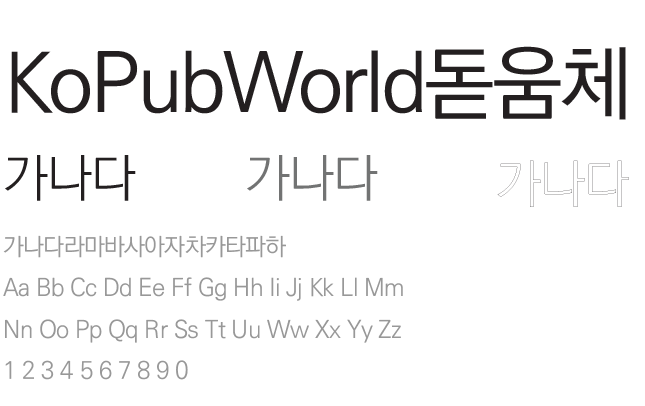 KoPubWorld돋움체
가나다 가나다 가나다
가나다라마바사아자차카타파하
Aa Bb Cc Dd Ee Ff Gg Hh Ii Jj Kk Ll Mm
Nn Oo Pp Qq Rr Ss Tt Uu Ww Xx Yy Zz
1 2 3 4 5 6 7 8 9 0